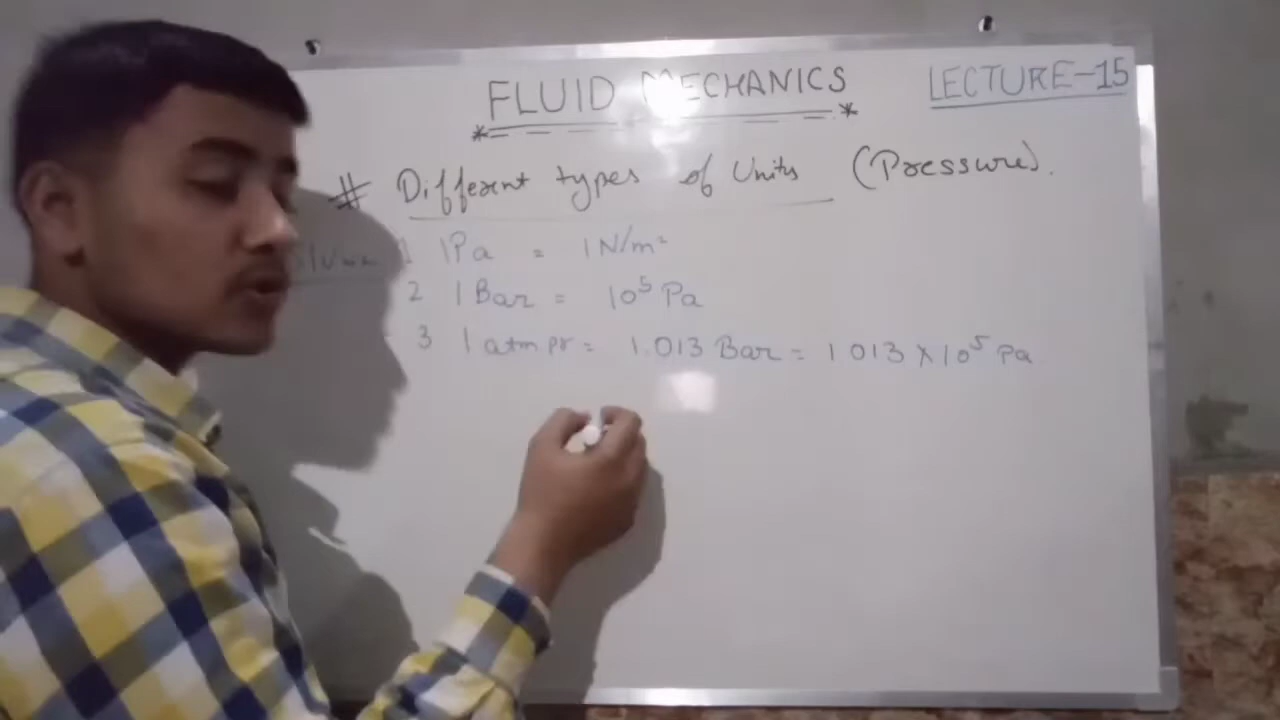 FLUID MECHANICS LECTURE-15
# Different types of Units (Pressure).
1 1Pa = 1N/m²
2 1 Bar = 10⁵ Pa
3 1 atm pr = 1.013 Bar = 1.013 × 10⁵ Pa